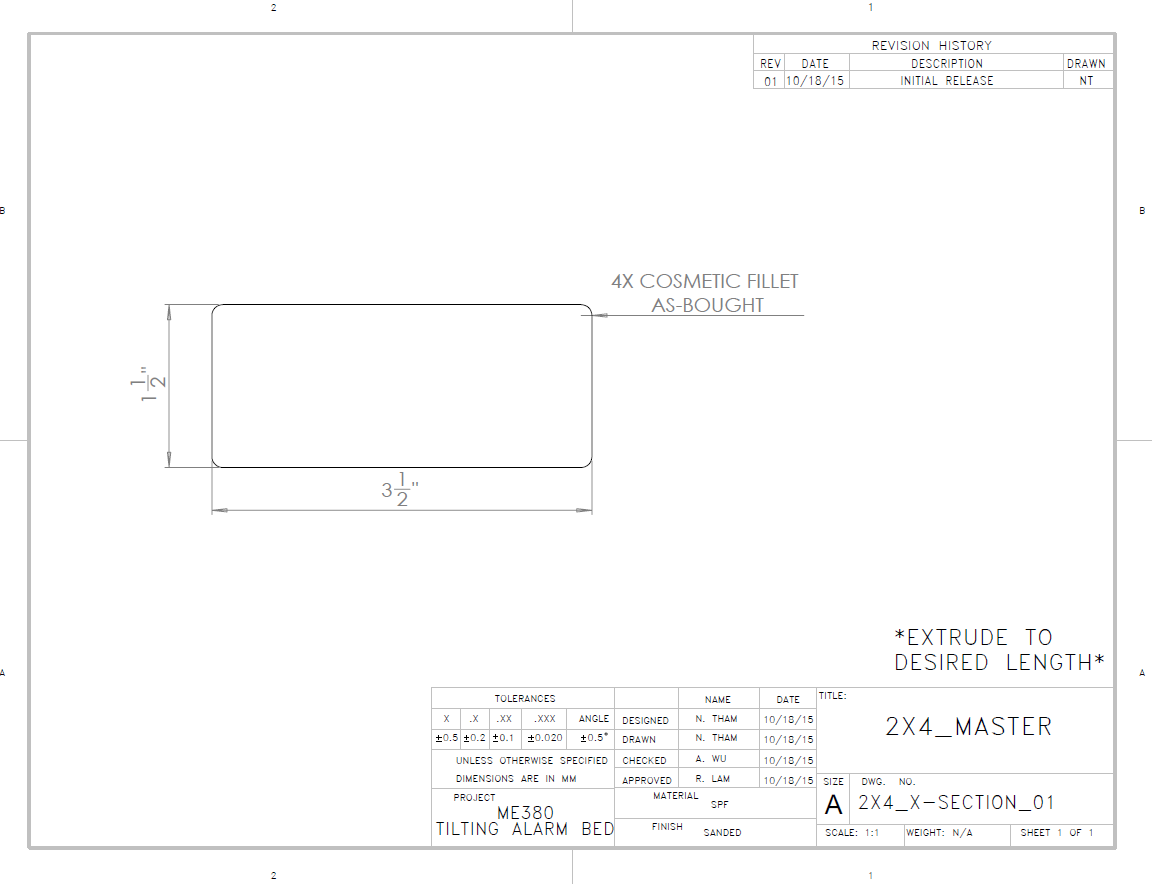 2
1
REVISION HISTORY
REV DATE DESCRIPTION DRAWN
01 10/18/15 INITIAL RELEASE NT
B
B
4X COSMETIC FILLET
AS-BOUGHT
1 1/2"
3 1/2"
*EXTRUDE TO
DESIRED LENGTH*
A
A
TOLERANCES
X .X .XX .XXX ANGLE
±0.5 ±0.2 ±0.1 ±0.020 ±0.5°
UNLESS OTHERWISE SPECIFIED
DIMENSIONS ARE IN MM
PROJECT
ME380
TILTING ALARM BED
NAME DATE
DESIGNED N. THAM 10/18/15
DRAWN N. THAM 10/18/15
CHECKED A. WU 10/18/15
APPROVED R. LAM 10/18/15
MATERIAL
SPF
FINISH
SANDED
TITLE:
2X4_MASTER
SIZE DWG. NO.
A 2X4_X-SECTION_01
SCALE: 1:1 WEIGHT: N/A SHEET 1 OF 1
2
1